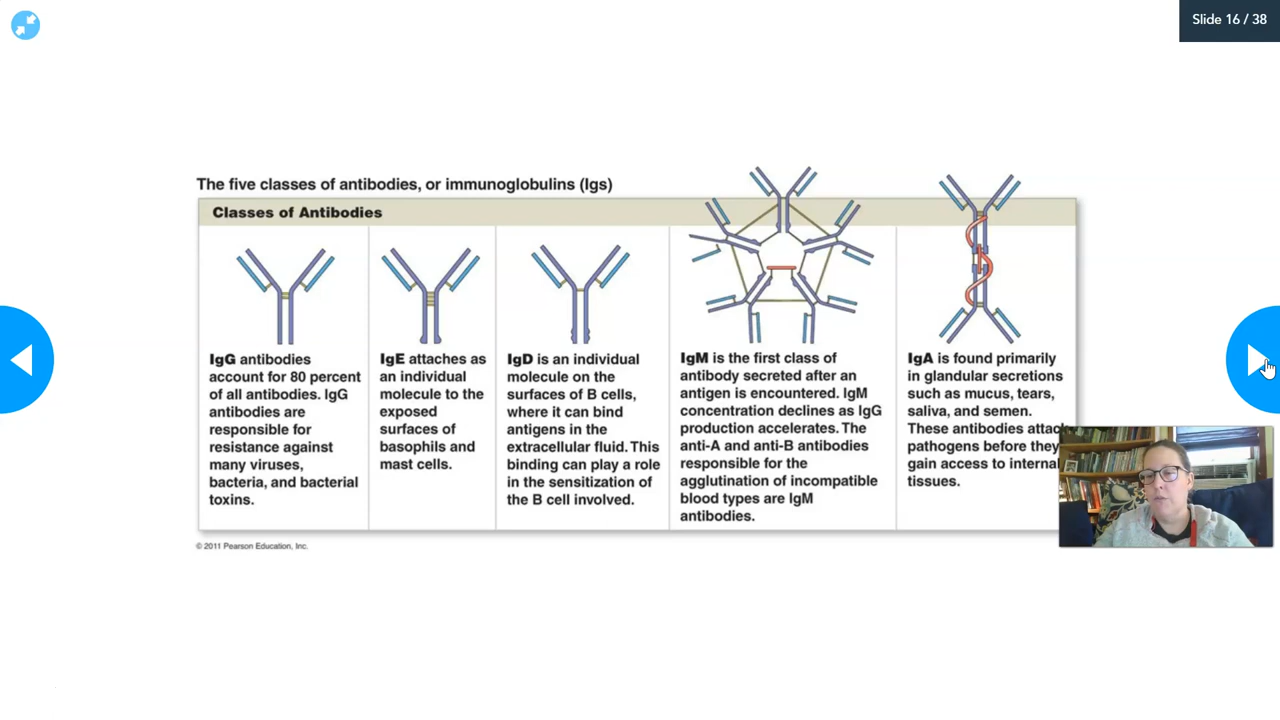 Slide 16 / 38
The five classes of antibodies, or immunoglobulins (Igs)
Classes of Antibodies
IgG antibodies
account for 80 percent
of all antibodies. IgG
antibodies are
responsible for
resistance against
many viruses,
bacteria, and bacterial
toxins.
IgE attaches as
an individual
molecule to the
exposed
surfaces of
basophils and
mast cells.
IgD is an individual
molecule on the
surfaces of B cells,
where it can bind
antigens in the
extracellular fluid. This
binding can play a role
in the sensitization of
the B cell involved.
IgM is the first class of
antibody secreted after an
antigen is encountered. IgM
concentration declines as IgG
production accelerates. The
anti-A and anti-B antibodies
responsible for the
agglutination of incompatible
blood types are IgM
antibodies.
IgA is found primarily
in glandular secretions
such as mucus, tears,
saliva, and semen.
These antibodies attack
pathogens before they
gain access to internal
tissues.
© 2011 Pearson Education, Inc.